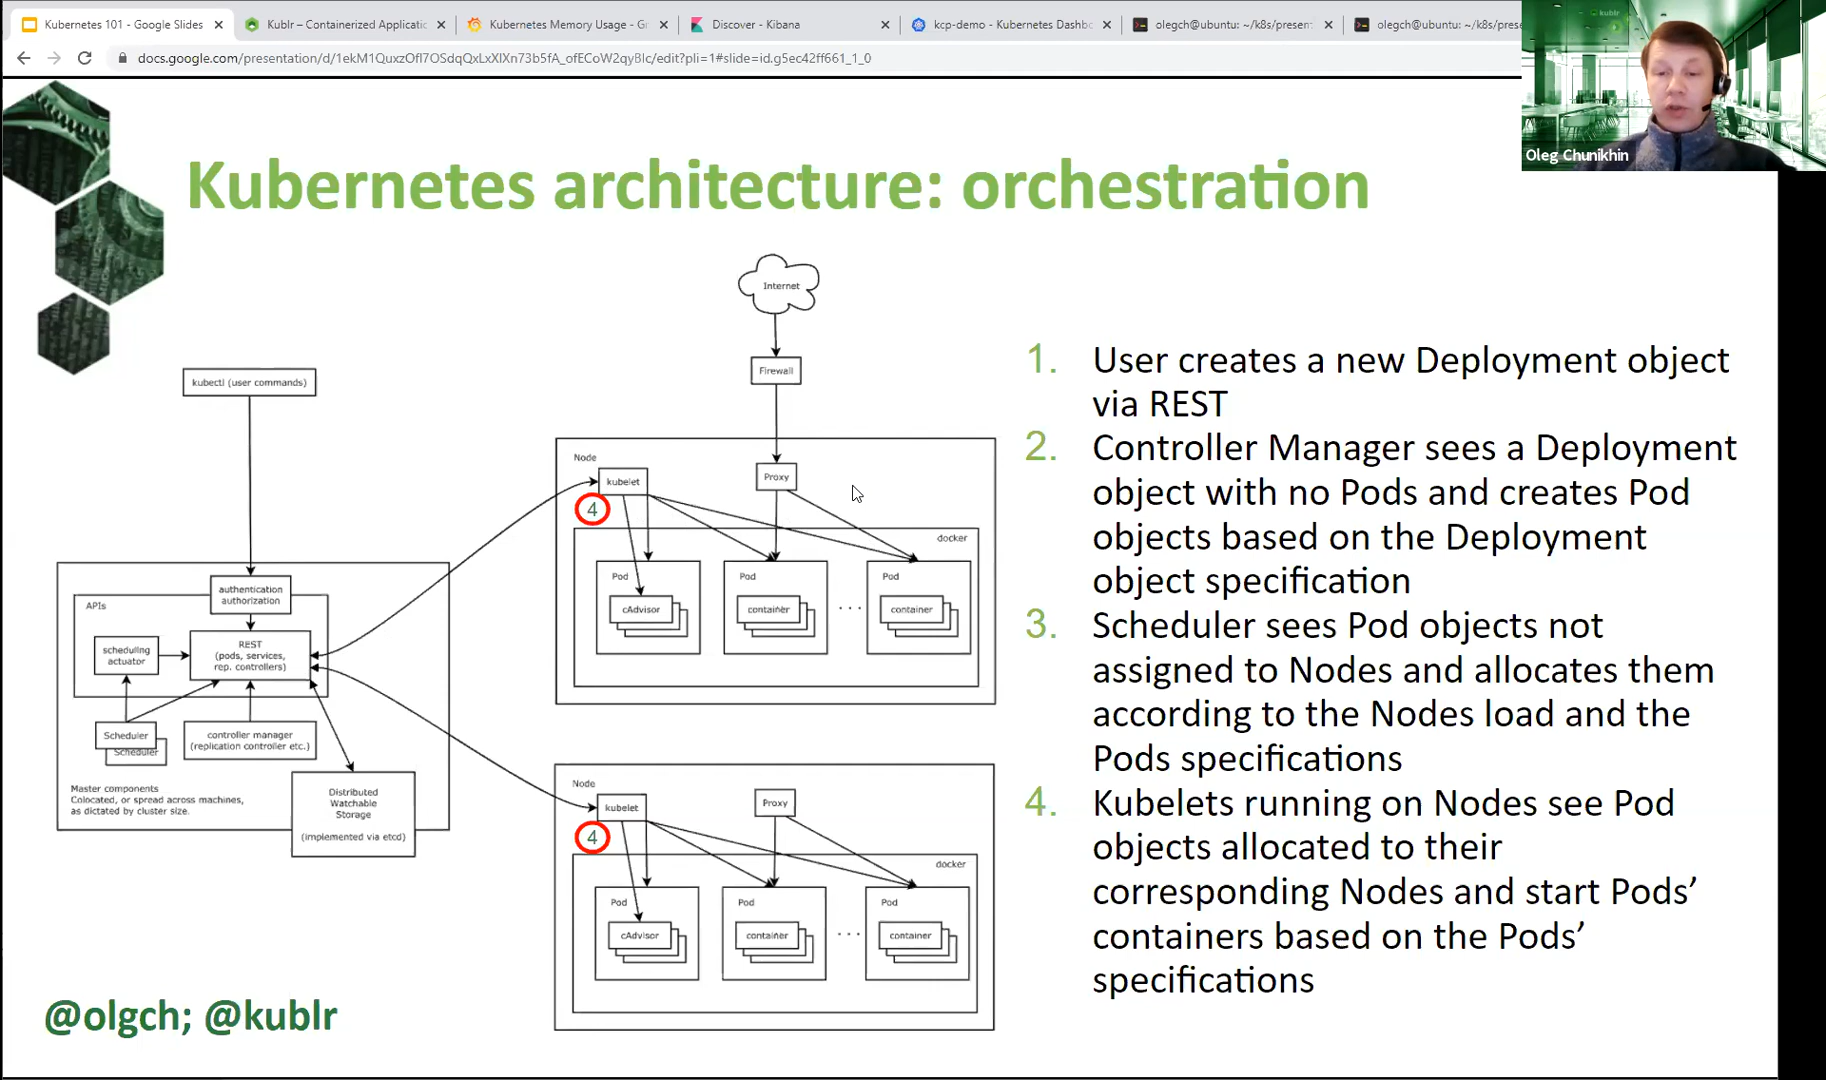 Kubernetes 101 - Google Slides
Kublr – Containerized Applicatic
Kubernetes Memory Usage - Gr
Discover - Kibana
kcp-demo - Kubernetes Dashbo
olegch@ubuntu: ~/k8s/presen
olegch@ubuntu: ~/k8s/prese
docs.google.com/presentation/d/1ekM1QuxzOfl7OSdqQxLxXlXn73b5fA_ofECoW2qyBlc/edit?pli=1#slide=id.g5ec42ff661_1_0
kublr
Oleg Chunikhin
Kubernetes architecture: orchestration
Internet
Firewall
kubectl (user commands)
Node
kubelet
Proxy
4
docker
Pod
Pod
Pod
cAdvisor
container
. . .
container
authentication
authorization
APIs
REST
(pods, services,
rep. controllers)
scheduling
actuator
Scheduler
Scheduler
controller manager
(replication controller etc.)
Master components
Colocated, or spread across machines,
as dictated by cluster size.
Distributed
Watchable
Storage
(implemented via etcd)
Node
kubelet
Proxy
4
docker
Pod
Pod
Pod
cAdvisor
container
. . .
container
1. User creates a new Deployment object
via REST
2. Controller Manager sees a Deployment
object with no Pods and creates Pod
objects based on the Deployment
object specification
3. Scheduler sees Pod objects not
assigned to Nodes and allocates them
according to the Nodes load and the
Pods specifications
4. Kubelets running on Nodes see Pod
objects allocated to their
corresponding Nodes and start Pods’
containers based on the Pods’
specifications
@olgch; @kublr